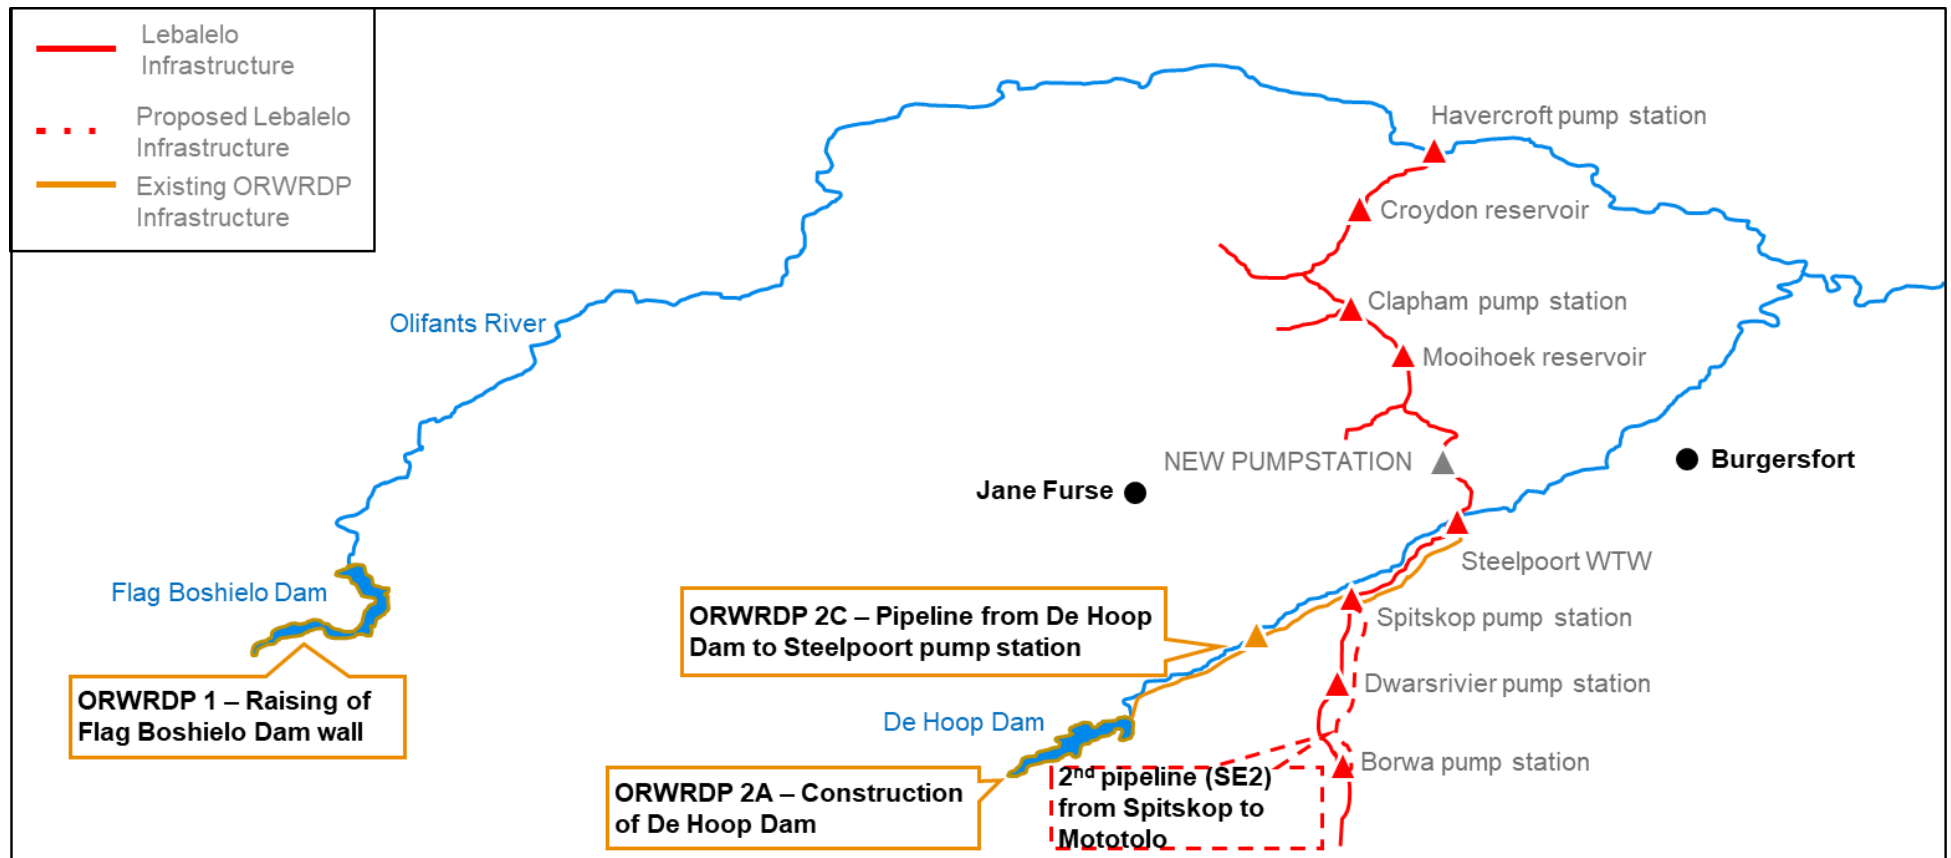 Lebalelo
Infrastructure
Proposed Lebalelo
Infrastructure
Existing ORWRDP
Infrastructure
Havercroft pump station
Croydon reservoir
Clapham pump station
Olifants River
Mooihoek reservoir
NEW PUMPSTATION
Burgersfort
Jane Furse
Steelpoort WTW
Flag Boshielo Dam
ORWRDP 2C – Pipeline from De Hoop
Dam to Steelpoort pump station
Spitskop pump station
Dwarsrivier pump station
ORWRDP 1 – Raising of
Flag Boshielo Dam wall
De Hoop Dam
Borwa pump station
ORWRDP 2A – Construction
of De Hoop Dam
2nd pipeline (SE2)
from Spitskop to
Mototolo